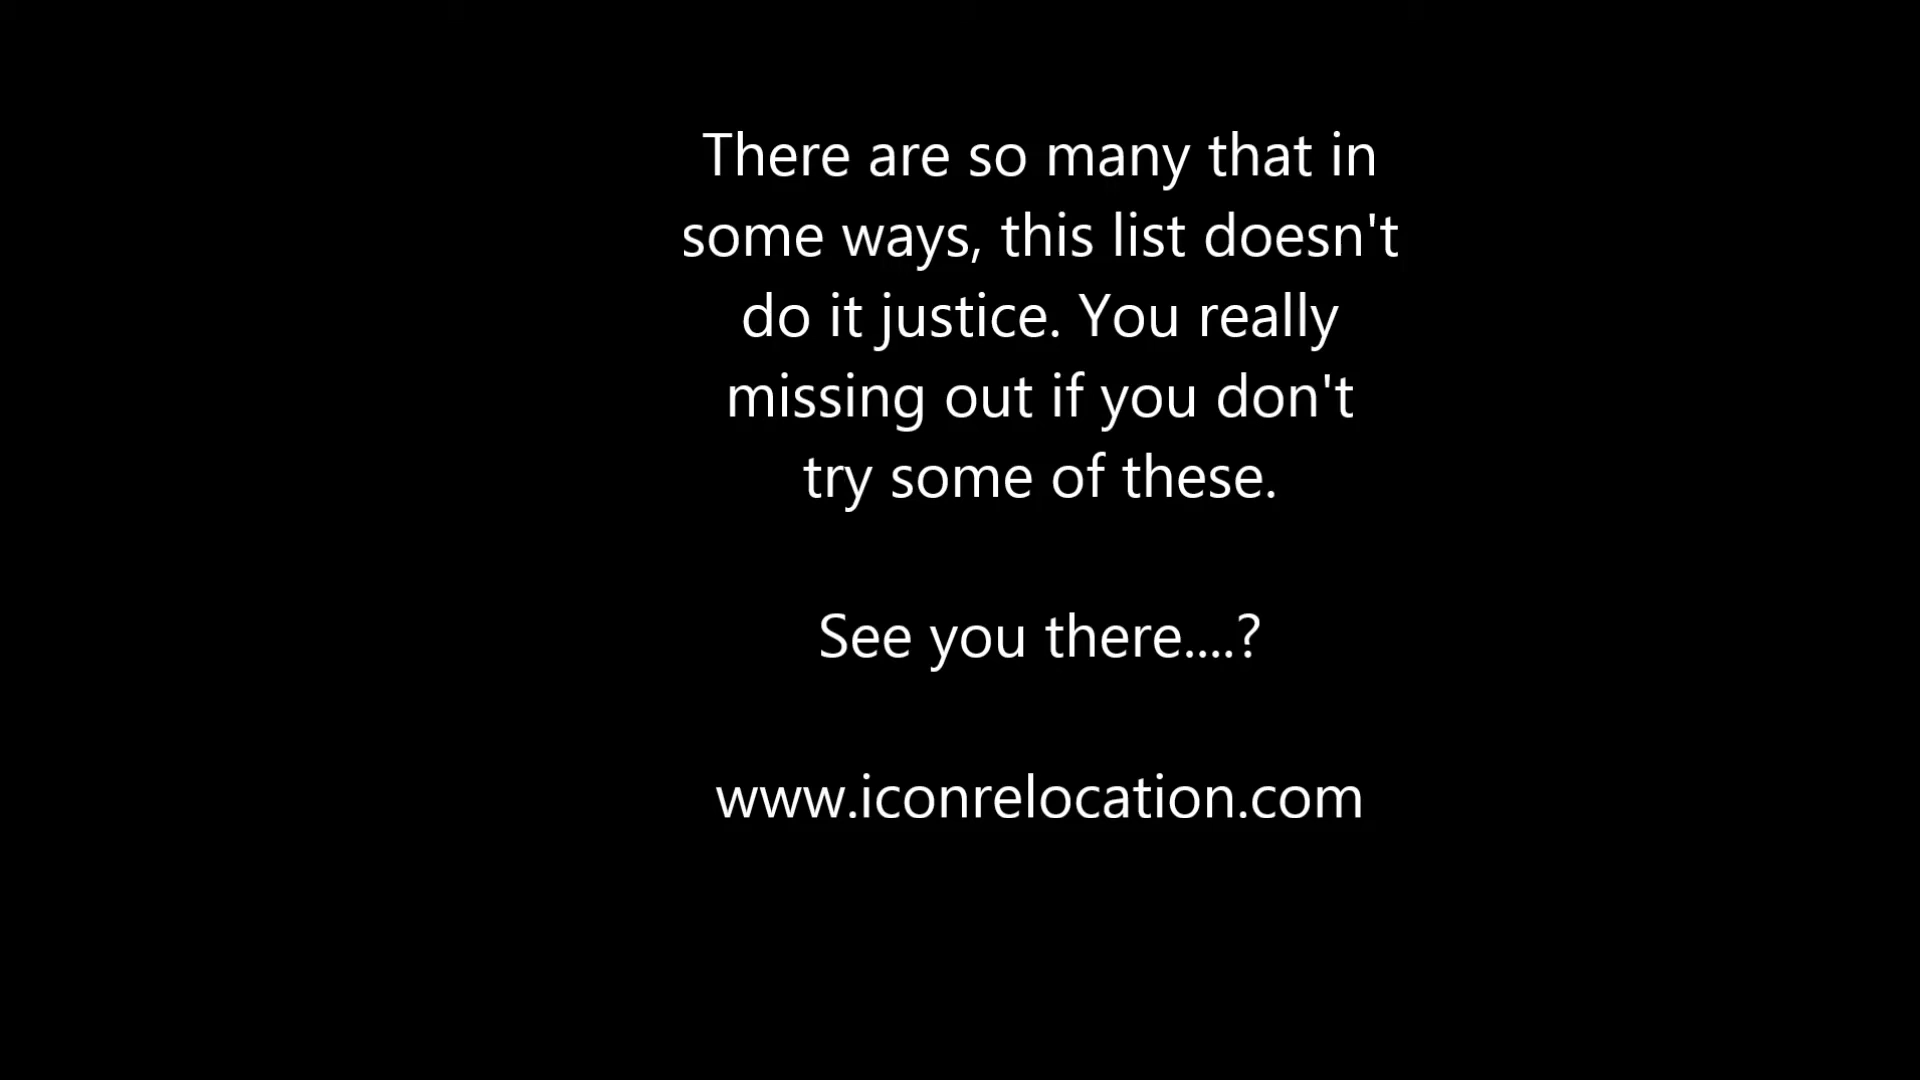 There are so many that in
some ways, this list doesn't
do it justice. You really
missing out if you don't
try some of these.
See you there....?
www.iconrelocation.com